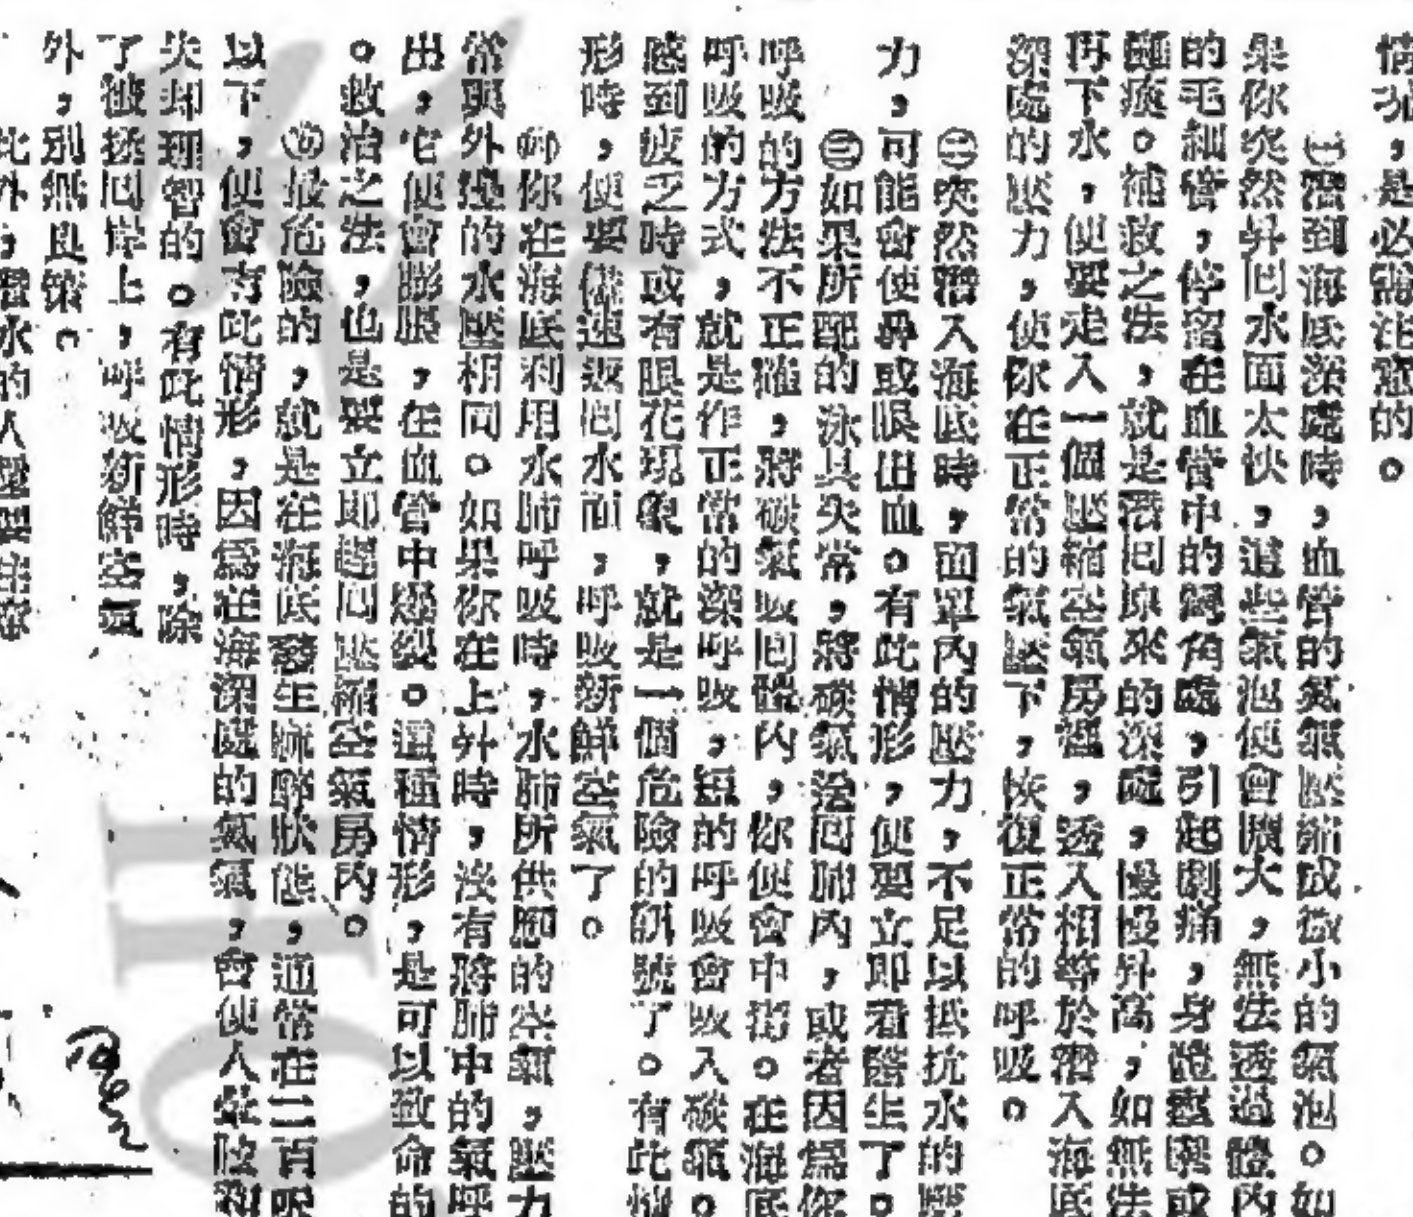 情況，是必需注意的。
㊀潛到海底深處時，血管的氮氣壓縮成微小的氣泡。如
果你突然升回水面太快，這些氣泡便會擴大，無法透過體內
的毛細管，停留在血管中的彎角處，引起劇痛，身體麻痺或
癱瘓。補救之法，就是潛回原來的深處，慢慢升高，如無法
再下水，便要走入一個壓縮空氣房裡，透入相等於潛入海底
深處的壓力，使你在正常的氣壓下，恢復正常的呼吸。
㊁突然潛入海底時，面罩內的壓力，不足以抵抗水的壓
力，可能會使鼻或眼出血。有此情形，便要立即看醫生了。
㊂如果所配的泳具失常，將碳氣洩回肺內，或者因爲你
呼吸的方法不正確，將碳氣吸回體內，你便會中毒。在海底
呼吸的方式，就是作正常的深呼吸，短的呼吸會吸入碳氣。
感到疲乏時或有眼花現象，就是一個危險的訊號了。有此情
形時，便要儘速返回水面，呼吸新鮮空氣了。
㊃你在海底利用水肺呼吸時，水肺所供應的空氣，壓力
常與外邊的水壓相同。如果你在上升時，沒有將肺中的氣呼
出，它便會膨脹，在血管中爆裂。這種情形，是可以致命的
。救治之法，也是要立即趕回壓縮空氣房內。
㊄最危險的，就是在海底發生麻醉狀態，通常在二百呎
以下，便會有此情形，因爲在海深處的氮氣，會使人昏陶和
失却理智的。有此情形時，除
了被拯回岸上，呼吸新鮮空氣
外，別無良策。
此外，潛水的人